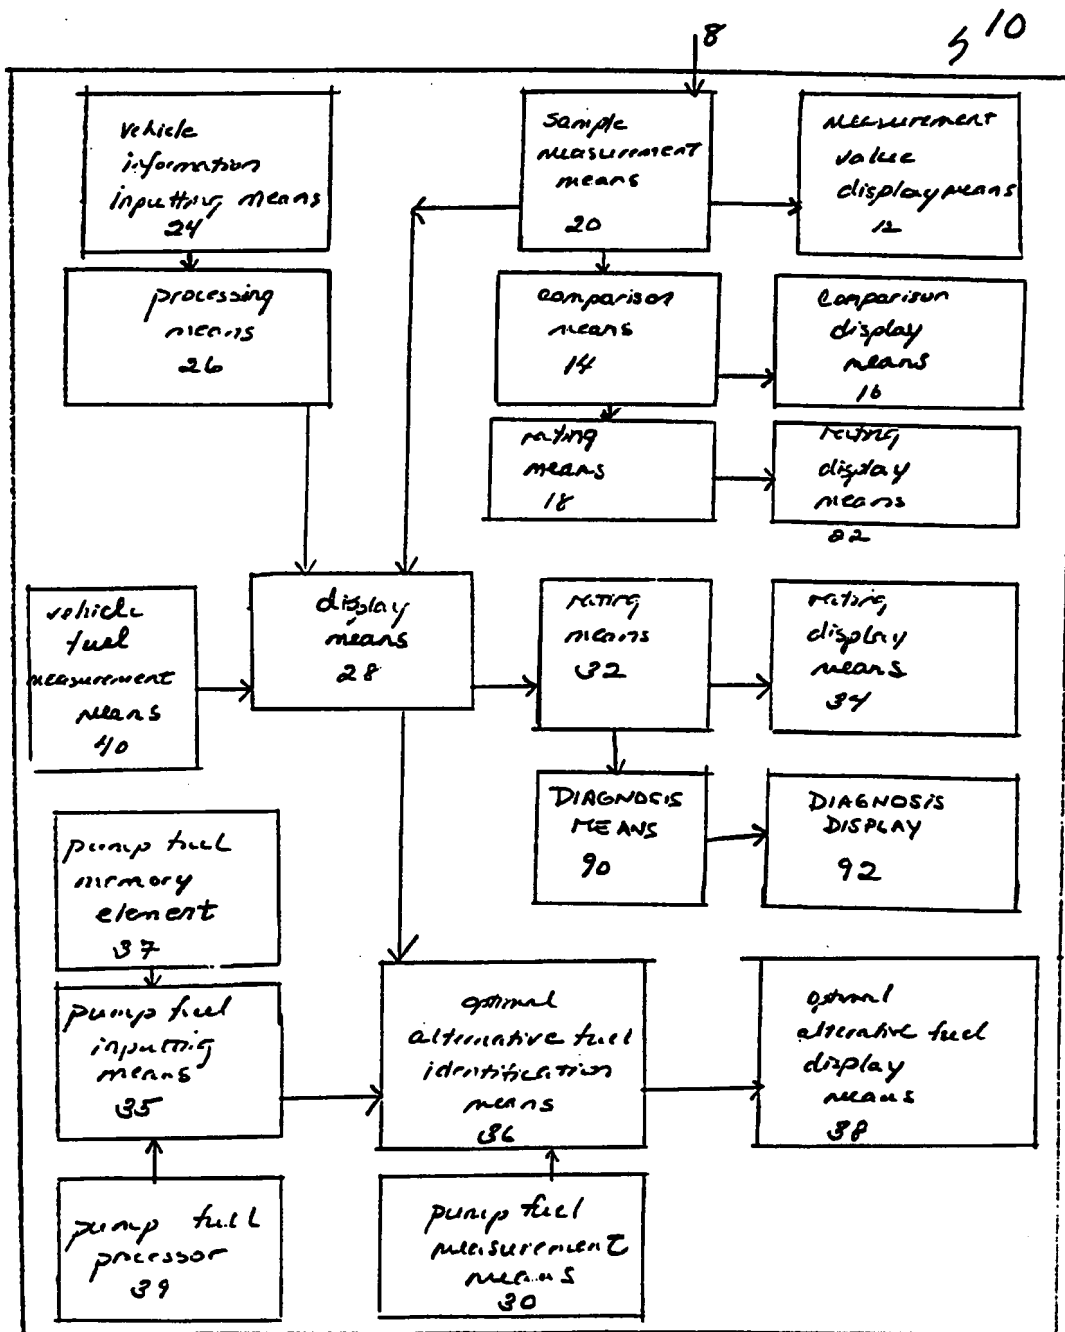 8
10
vehicle
information
inputting means
24
sample
measurement
means
20
measurement
value
display means
12
processing
means
26
comparison
means
14
comparison
display
means
16
rating
means
18
rating
display
means
82
vehicle
fuel
measurement
means
40
display
means
28
rating
means
32
rating
display
means
34
DIAGNOSIS
MEANS
90
DIAGNOSIS
DISPLAY
92
pump fuel
memory
element
37
pump fuel
inputting
means
35
optimal
alternative fuel
identification
means
36
optimal
alterative fuel
display
means
38
pump fuel
processor
39
pump fuel
measurement
means
30